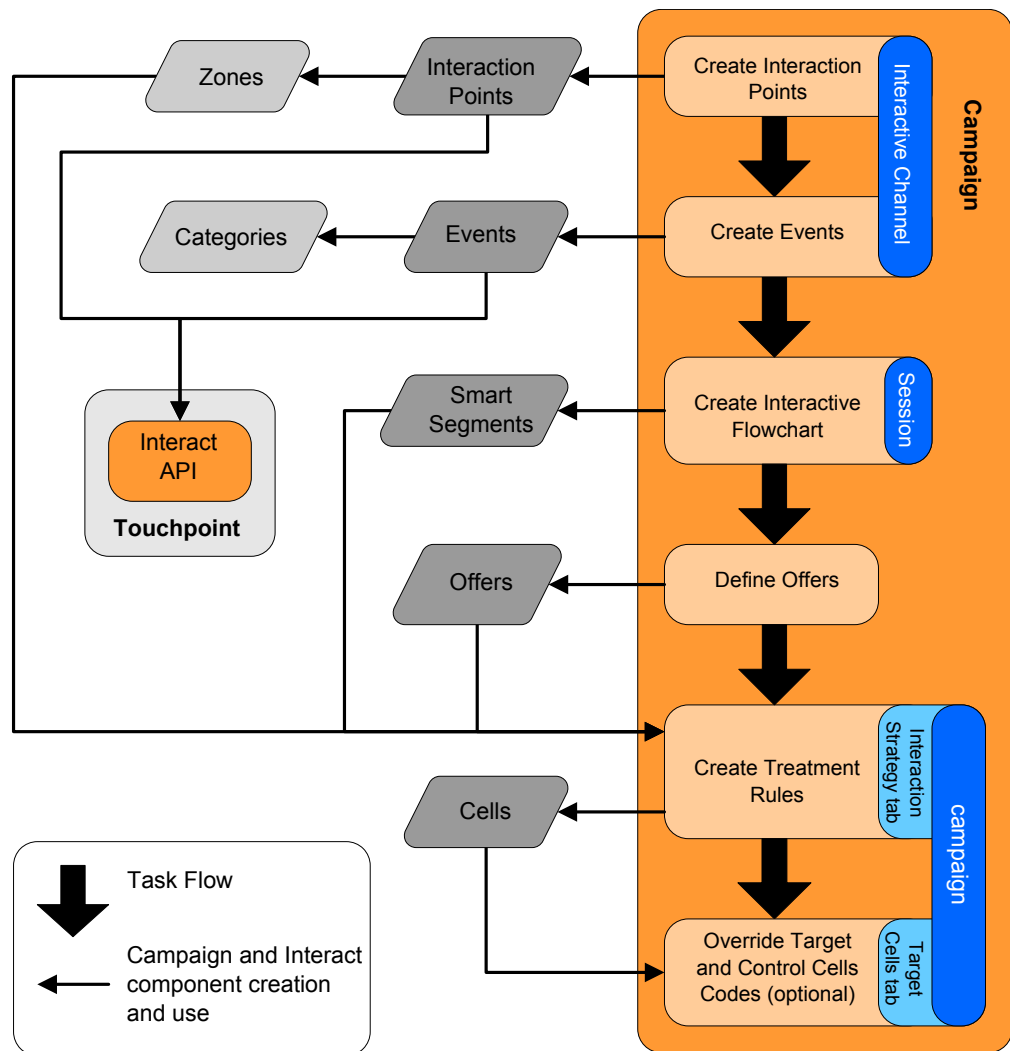 Zones
Interaction
Points
Create Interaction
Points
Interactive Channel
Campaign
Categories
Events
Create Events
Smart
Segments
Create Interactive
Flowchart
Session
Interact
API
Touchpoint
Offers
Define Offers
Create Treatment
Rules
Interaction
Strategy tab
campaign
Cells
Override Target
and Control Cells
Codes (optional)
Target
Cells tab
Task Flow
Campaign and Interact
component creation
and use